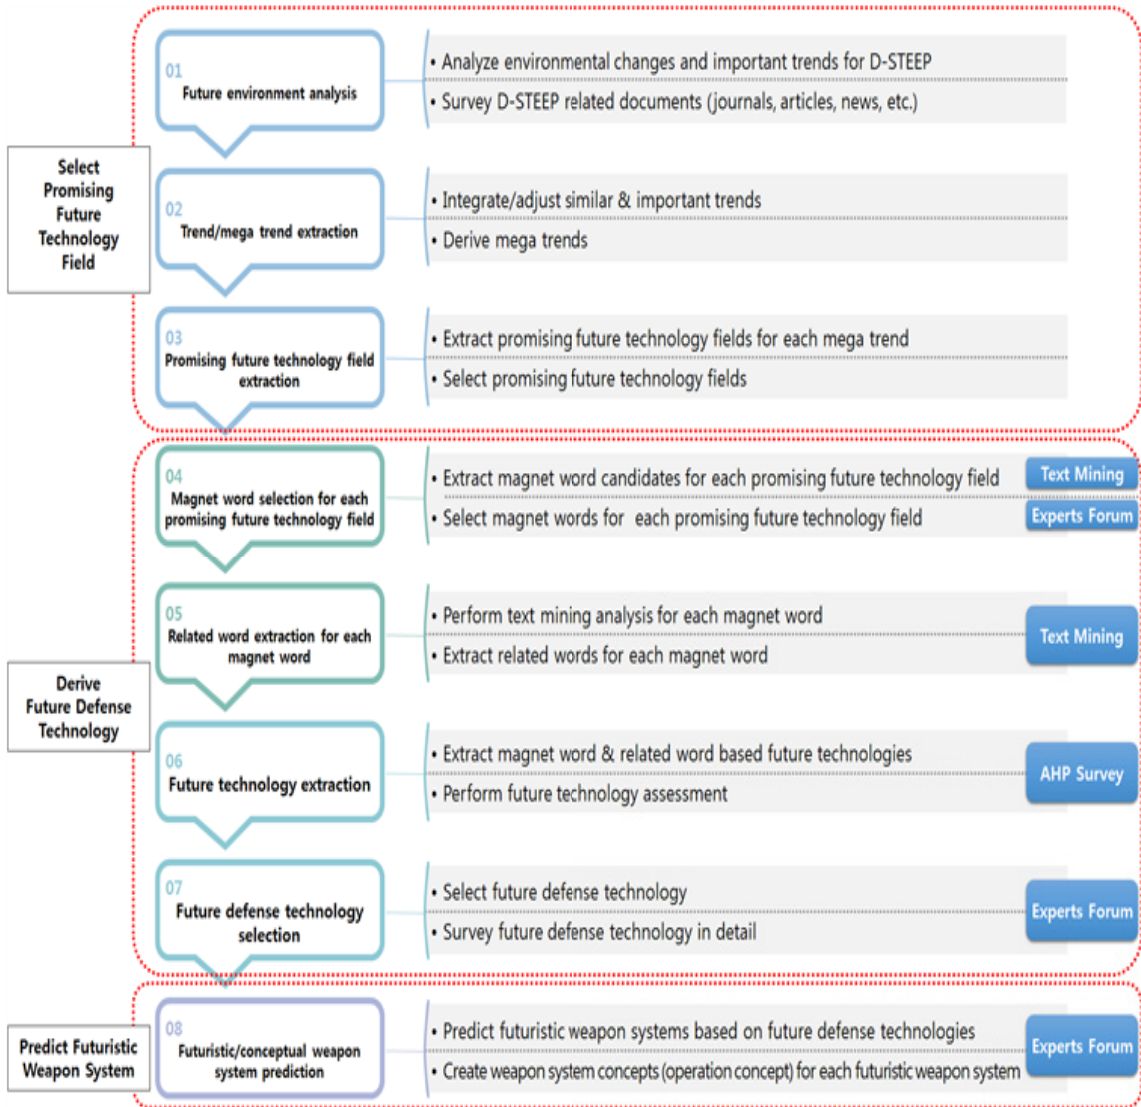 Select
Promising
Future
Technology
Field
01
Future environment analysis
• Analyze environmental changes and important trends for D-STEEP
• Survey D-STEEP related documents (journals, articles, news, etc.)
02
Trend/mega trend extraction
• Integrate/adjust similar & important trends
• Derive mega trends
03
Promising future technology field
extraction
• Extract promising future technology fields for each mega trend
• Select promising future technology fields
Derive
Future Defense
Technology
04
Magnet word selection for each
promising future technology field
• Extract magnet word candidates for each promising future technology field
Text Mining
• Select magnet words for each promising future technology field
Experts Forum
05
Related word extraction for each
magnet word
• Perform text mining analysis for each magnet word
• Extract related words for each magnet word
Text Mining
06
Future technology extraction
• Extract magnet word & related word based future technologies
• Perform future technology assessment
AHP Survey
07
Future defense technology
selection
• Select future defense technology
• Survey future defense technology in detail
Experts Forum
Predict Futuristic
Weapon System
08
Futuristic/conceptual weapon
system prediction
• Predict futuristic weapon systems based on future defense technologies
• Create weapon system concepts (operation concept) for each futuristic weapon system
Experts Forum